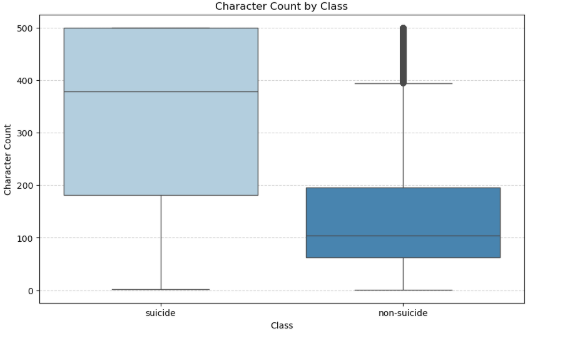 Character Count by Class
500
400
300
200
100
0
Character Count
suicide
non-suicide
Class